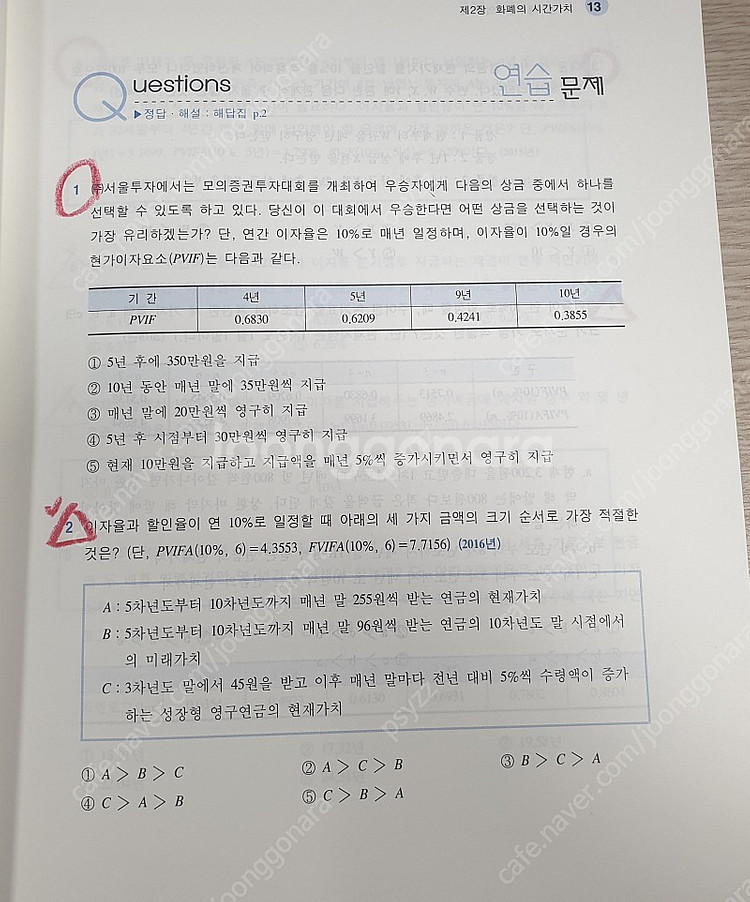 제2장 화폐의 시간가치 13
Questions
연습 문제
▶정답·해설 : 해답집 p.2
1 ㈜서울투자에서는 모의증권투자대회를 개최하여 우승자에게 다음의 상금 중에서 하나를
선택할 수 있도록 하고 있다. 당신이 이 대회에서 우승한다면 어떤 상금을 선택하는 것이
가장 유리하겠는가? 단, 연간 이자율은 10%로 매년 일정하며, 이자율이 10%일 경우의
현가이자요소(PVIF)는 다음과 같다.
기 간 4년 5년 9년 10년
PVIF 0.6830 0.6209 0.4241 0.3855
① 5년 후에 350만원을 지급
② 10년 동안 매년 말에 35만원씩 지급
③ 매년 말에 20만원씩 영구히 지급
④ 5년 후 시점부터 30만원씩 영구히 지급
⑤ 현재 10만원을 지급하고 지급액을 매년 5%씩 증가시키면서 영구히 지급
joonggonara
2 이자율과 할인율이 연 10%로 일정할 때 아래의 세 가지 금액의 크기 순서로 가장 적절한
것은? (단, PVIFA(10%, 6)=4.3553, FVIFA(10%, 6)=7.7156) (2016년)
A : 5차년도부터 10차년도까지 매년 말 255원씩 받는 연금의 현재가치
B : 5차년도부터 10차년도까지 매년 말 96원씩 받는 연금의 10차년도 말 시점에서
의 미래가치
C : 3차년도 말에서 45원을 받고 이후 매년 말마다 전년 대비 5%씩 수령액이 증가
하는 성장형 영구연금의 현재가치
① A > B > C
② A > C > B
③ B > C > A
④ C > A > B
⑤ C > B > A
cafe.naver.com/joonggonara